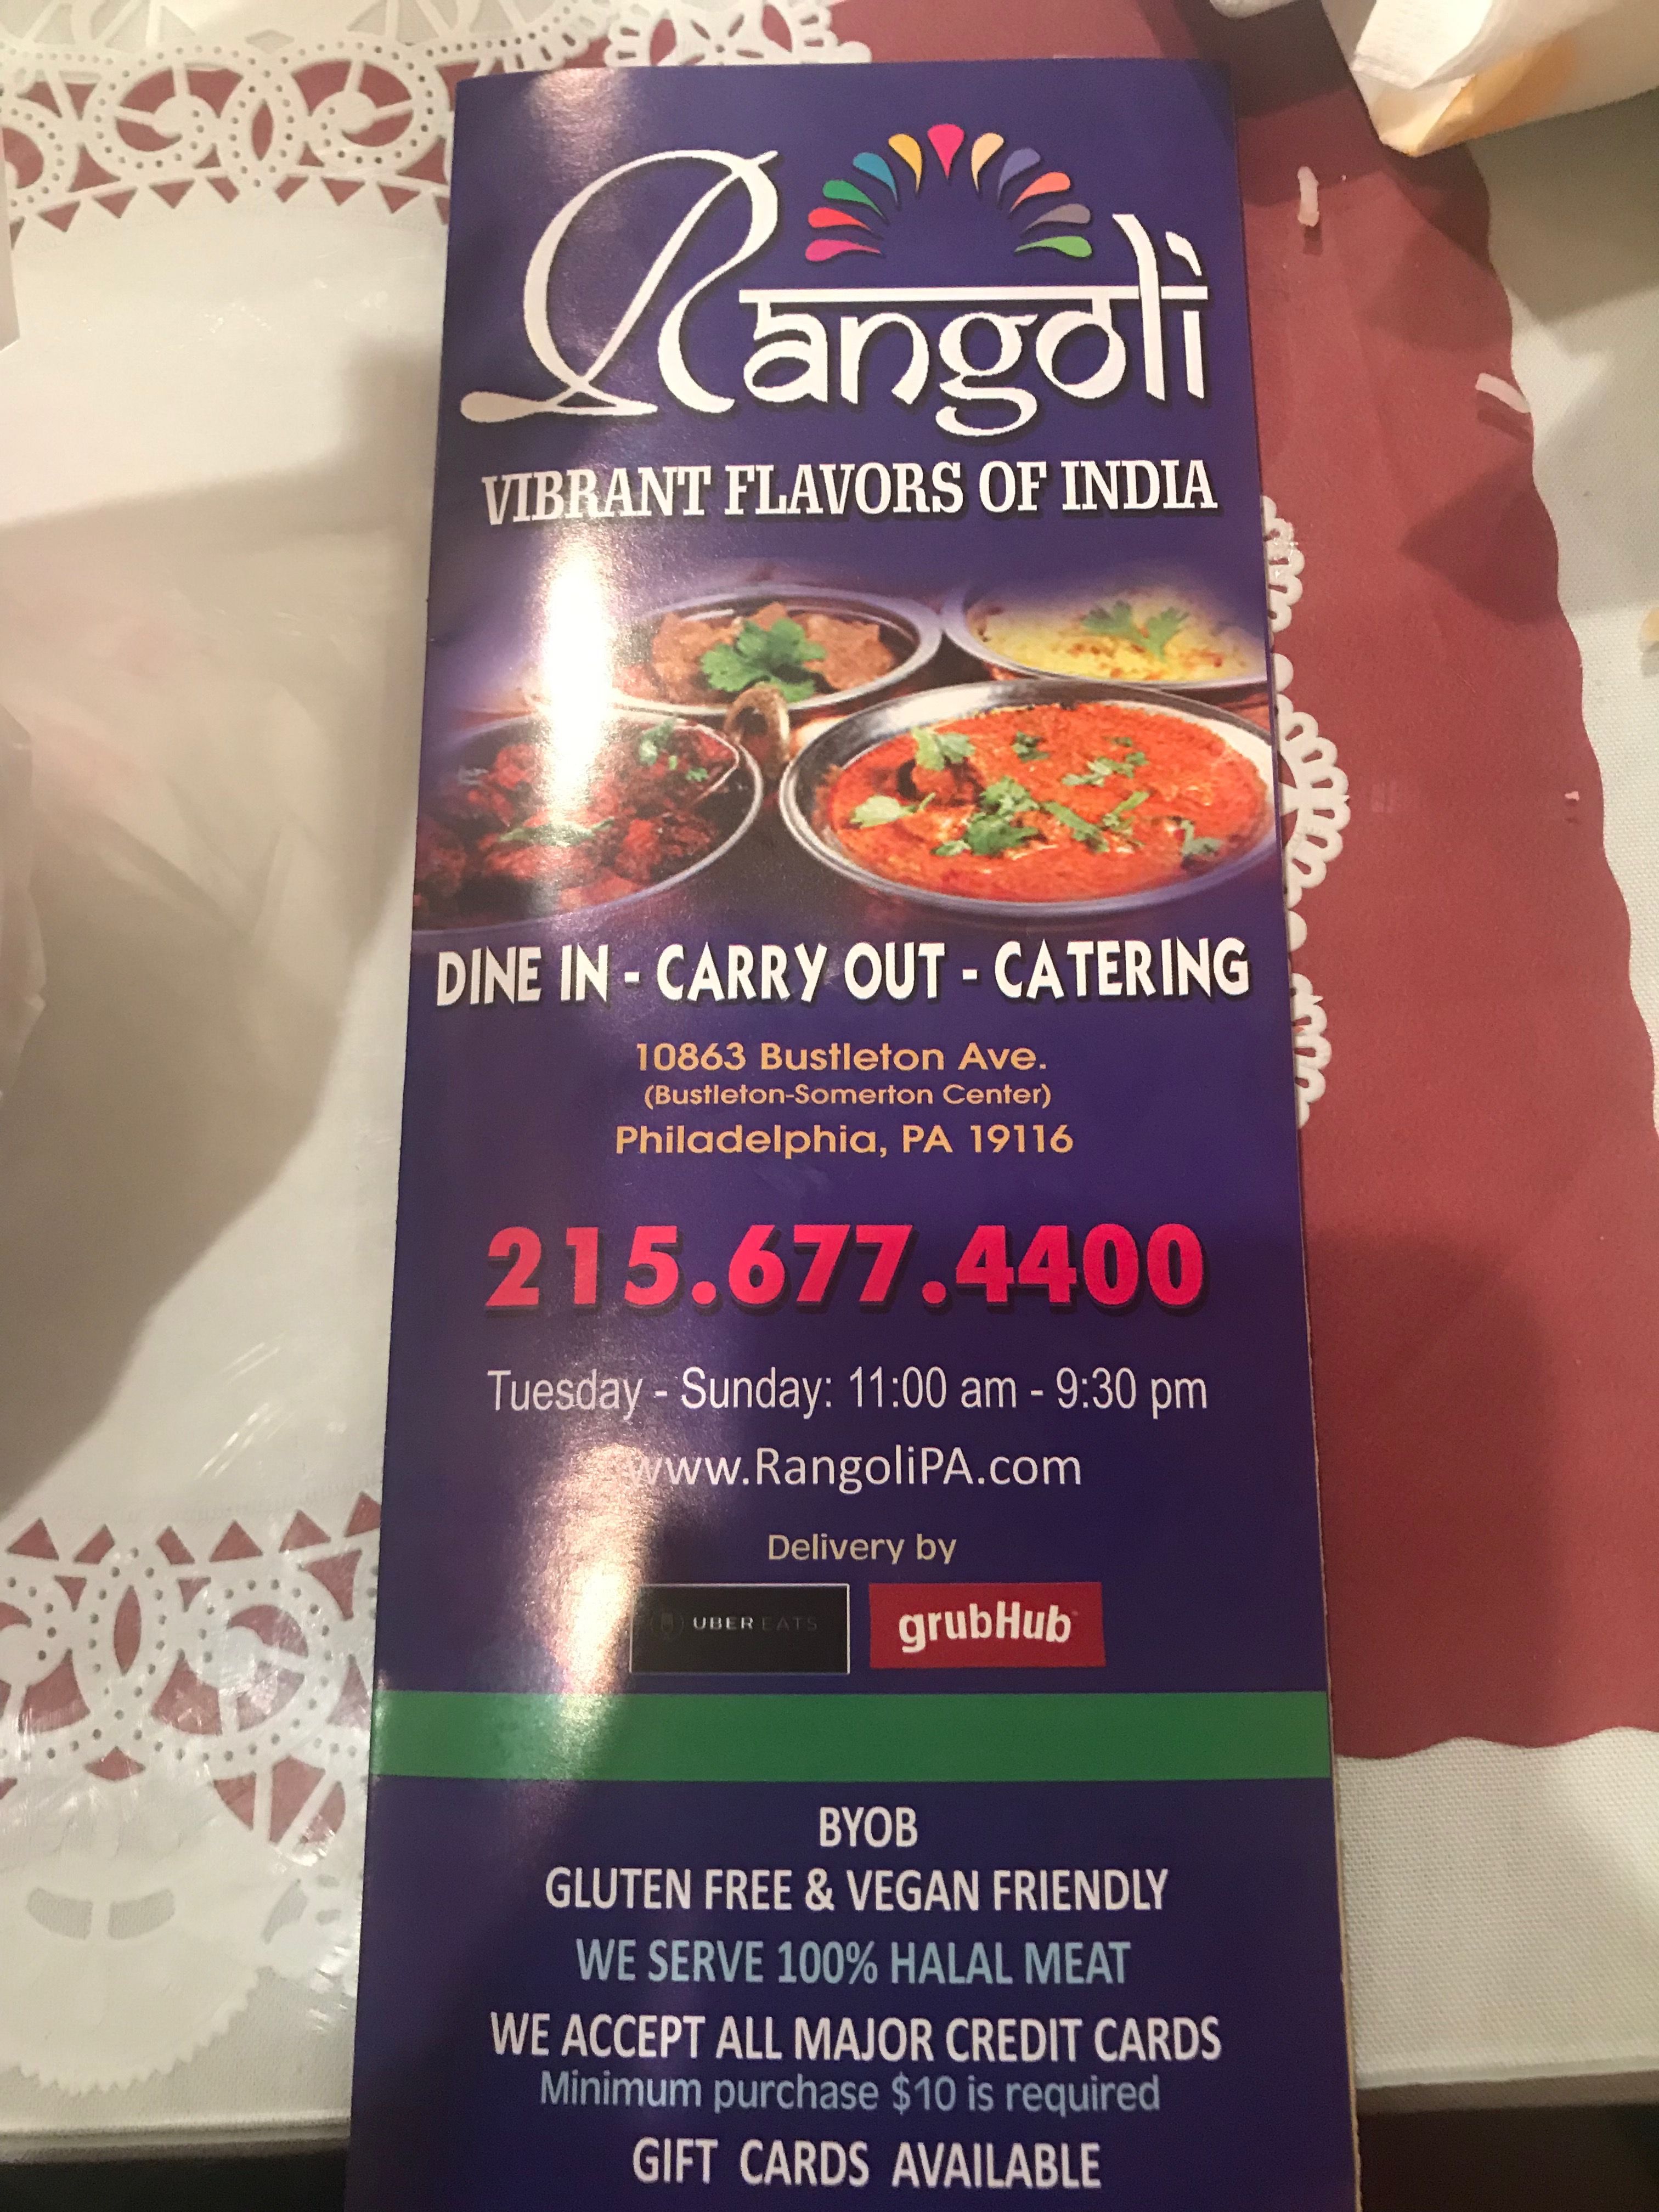 Rangoli
VIBRANT FLAVORS OF INDIA
DINE IN - CARRY OUT - CATERING
10863 Bustleton Ave.
(Bustleton-Somerton Center)
Philadelphia, PA 19116
215.677.4400
Tuesday - Sunday: 11:00 am - 9:30 pm
www.RangoliPA.com
Delivery by
UBER EATS grubHub
BYOB
GLUTEN FREE & VEGAN FRIENDLY
WE SERVE 100% HALAL MEAT
WE ACCEPT ALL MAJOR CREDIT CARDS
Minimum purchase $10 is required
GIFT CARDS AVAILABLE